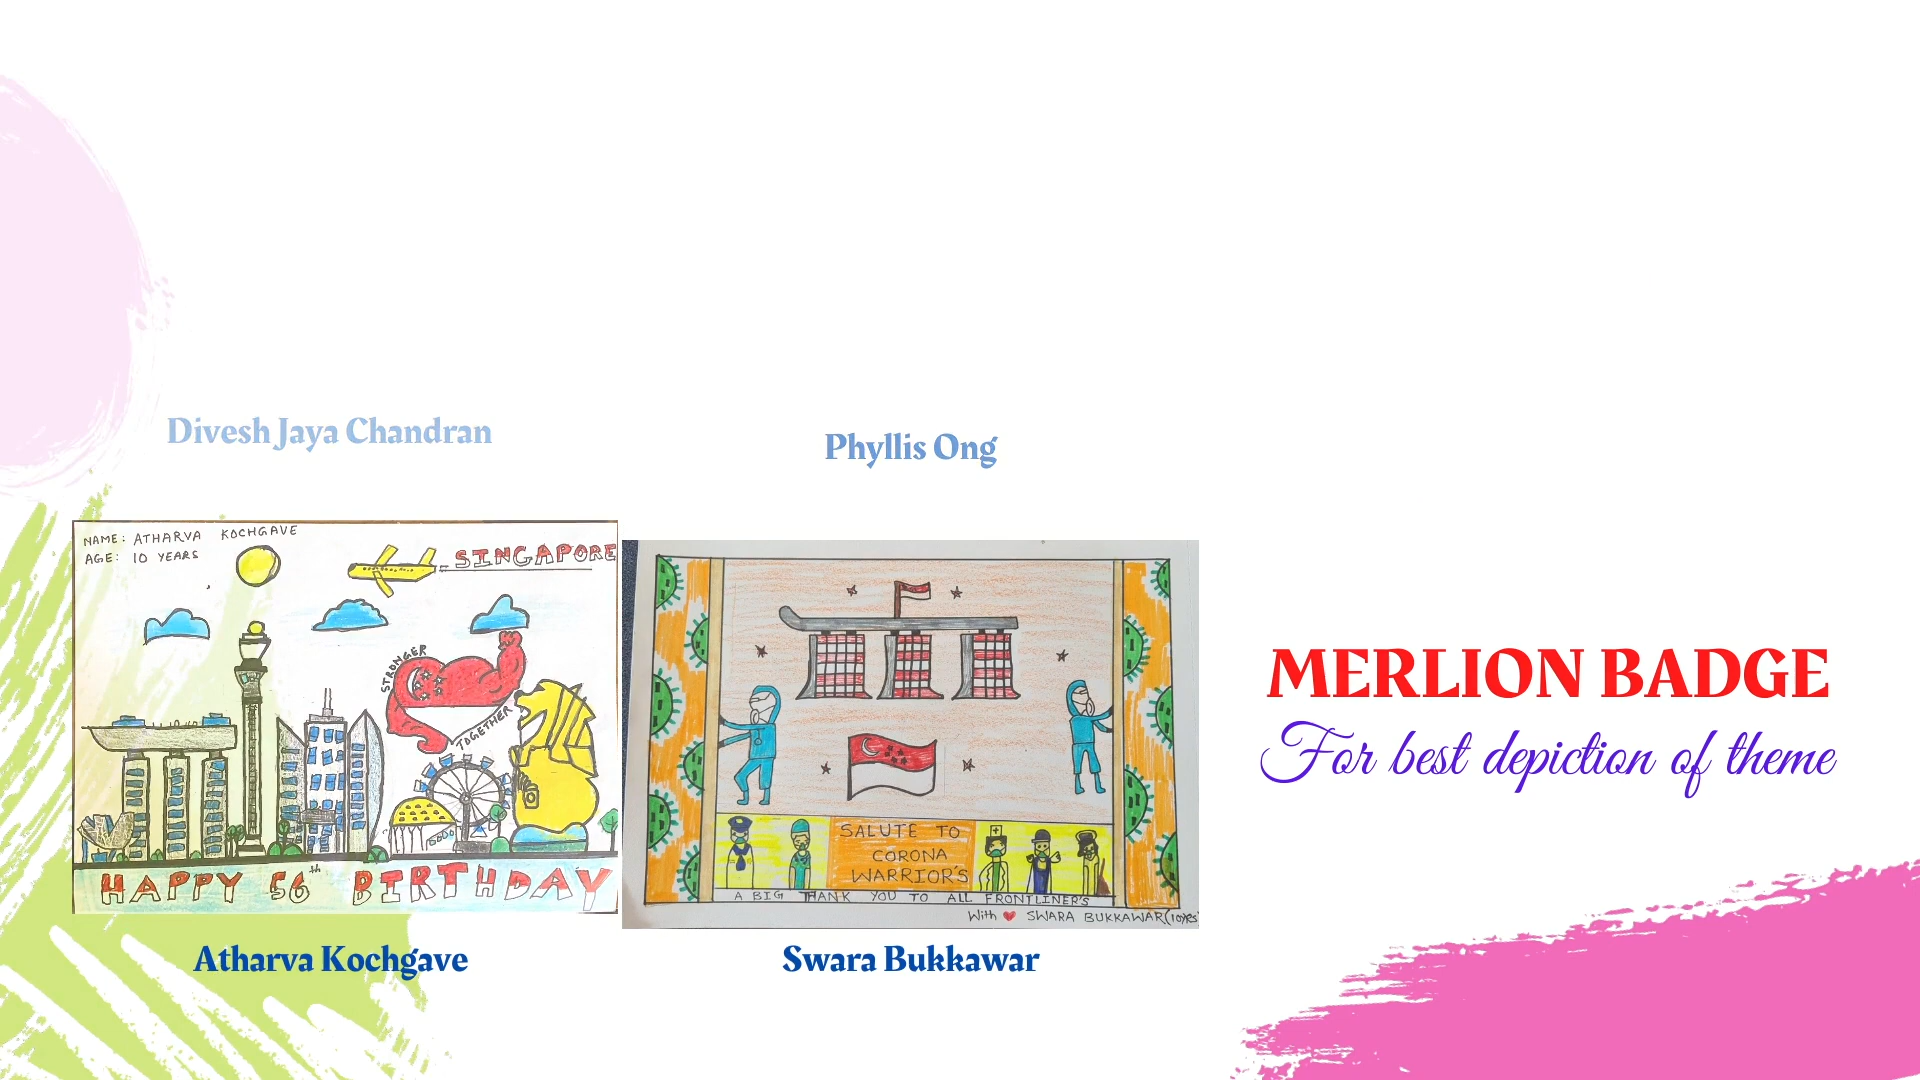 Divesh Jaya Chandran
Phyllis Ong
NAME: ATHARVA KOCHGAVE
AGE: 10 YEARS
SINGAPORE
STRONGER
TOGETHER
HAPPY 56th BIRTHDAY
SALUTE TO
CORONA
WARRIOR'S
A BIG THANK YOU TO ALL FRONTLINER'S
With ❤ SWARA BUKKAWAR(10YRS
Atharva Kochgave
Swara Bukkawar
MERLION BADGE
For best depiction of theme